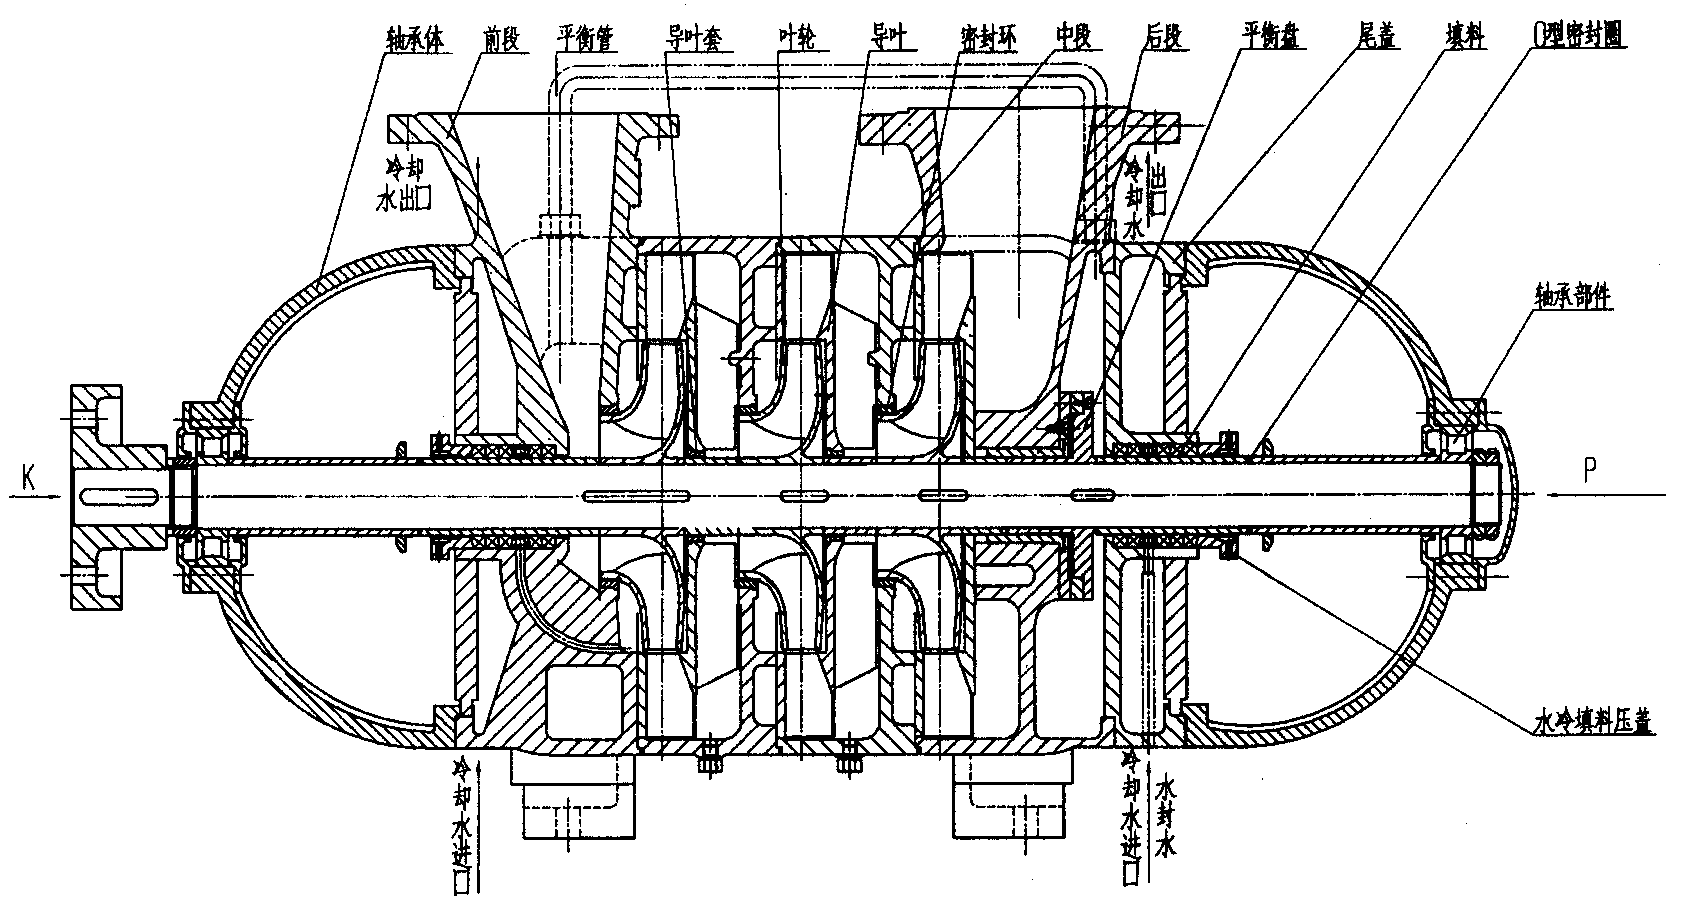 轴承体
前段
平衡管
导叶套
叶轮
导叶
密封环
中段
后段
平衡盘
尾盖
填料
O型密封圈
冷却
水出口
冷却水
出口
轴承部件
K
P
水冷填料压盖
冷却水进口
冷却水进口
水封水